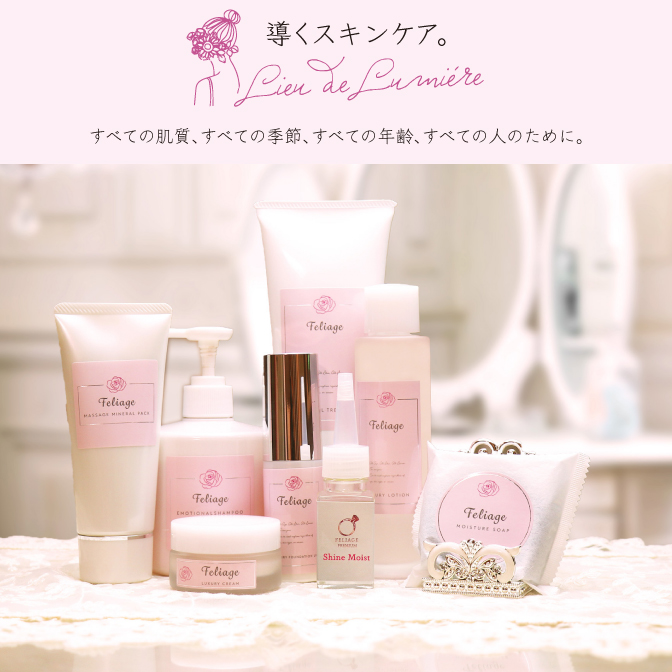 導くスキンケア。
Lieu de Lumiére
すべての肌質、すべての季節、すべての年齢、すべての人のために。
Feliage
Feliage
MASSAGE MINERAL PACK
Feliage
EMOTIONALSHAMPOO
Feliage
Feliage
LUXURY CREAM
FELIAGE
Shine Moist
Feliage
LOTION
Feliage
MOISTURE SOAP